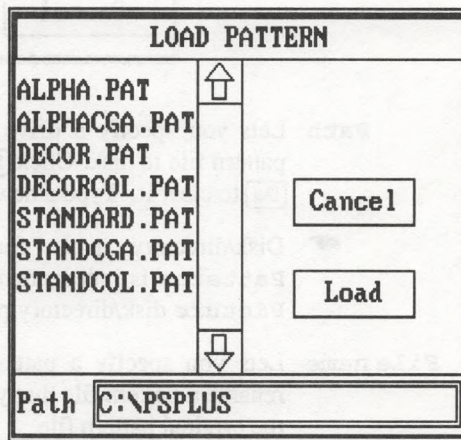 LOAD PATTERN
ALPHA.PAT
ALPHACGA.PAT
DECOR.PAT
DECORCOL.PAT
STANDARD.PAT
STANDCGA.PAT
STANDCOL.PAT
Cancel
Load
Path C:\PSPLUS